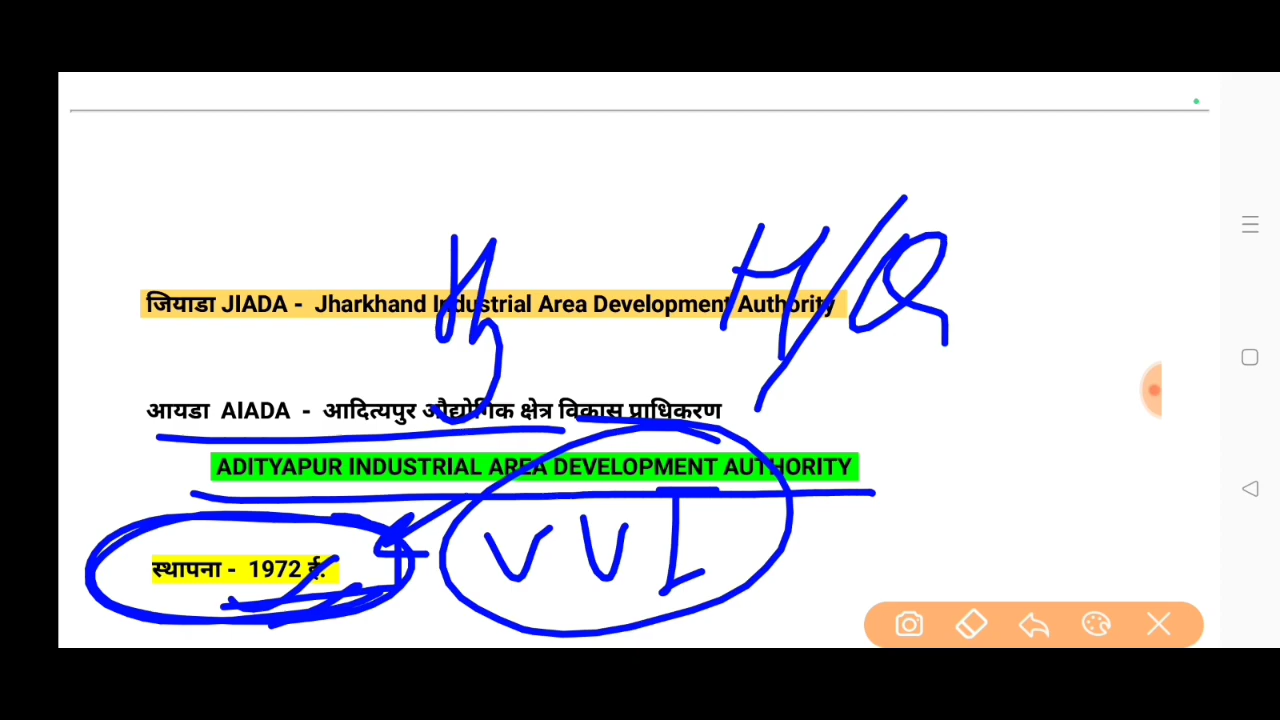 जियाडा JIADA - Jharkhand Industrial Area Development Authority
H/Q
आयडा AIADA - आदित्यपुर औद्योगिक क्षेत्र विकास प्राधिकरण
ADITYAPUR INDUSTRIAL AREA DEVELOPMENT AUTHORITY
स्थापना - 1972 ई.
VVI